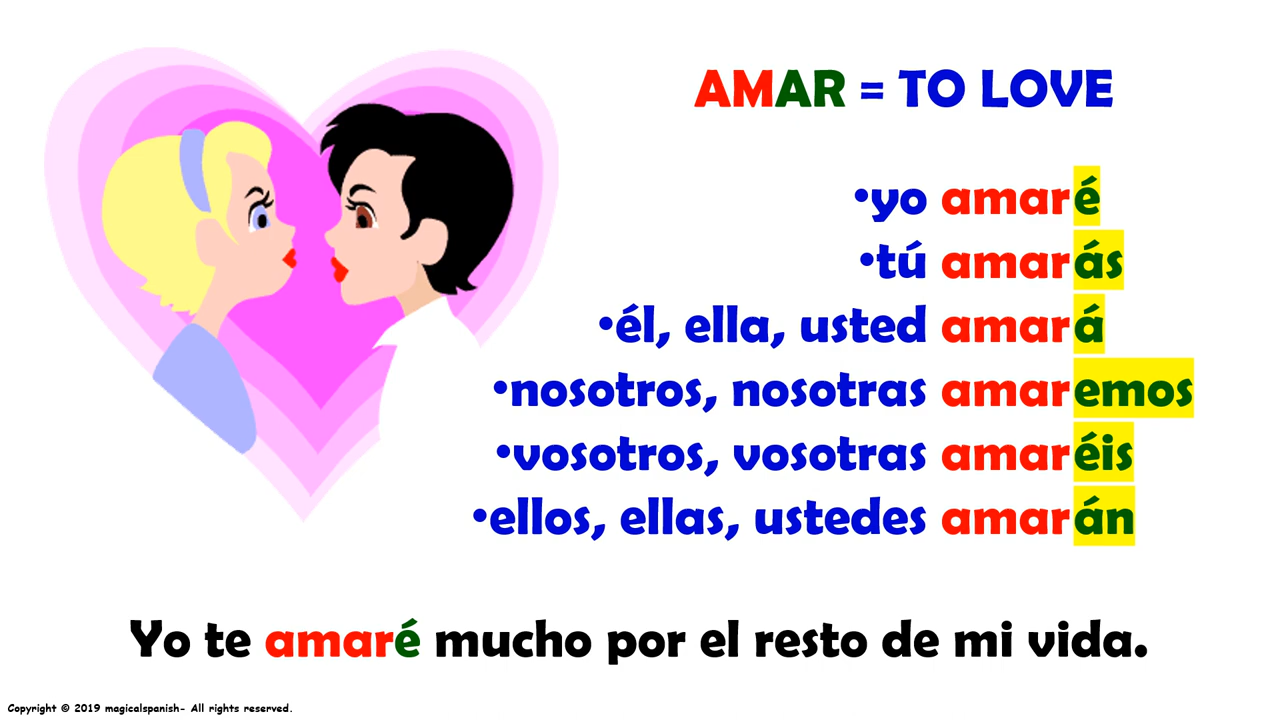 AMAR = TO LOVE
•yo amaré
•tú amarás
•él, ella, usted amará
•nosotros, nosotras amaremos
•vosotros, vosotras amaréis
•ellos, ellas, ustedes amarán
Yo te amaré mucho por el resto de mi vida.
Copyright © 2019 magicalspanish- All rights reserved.